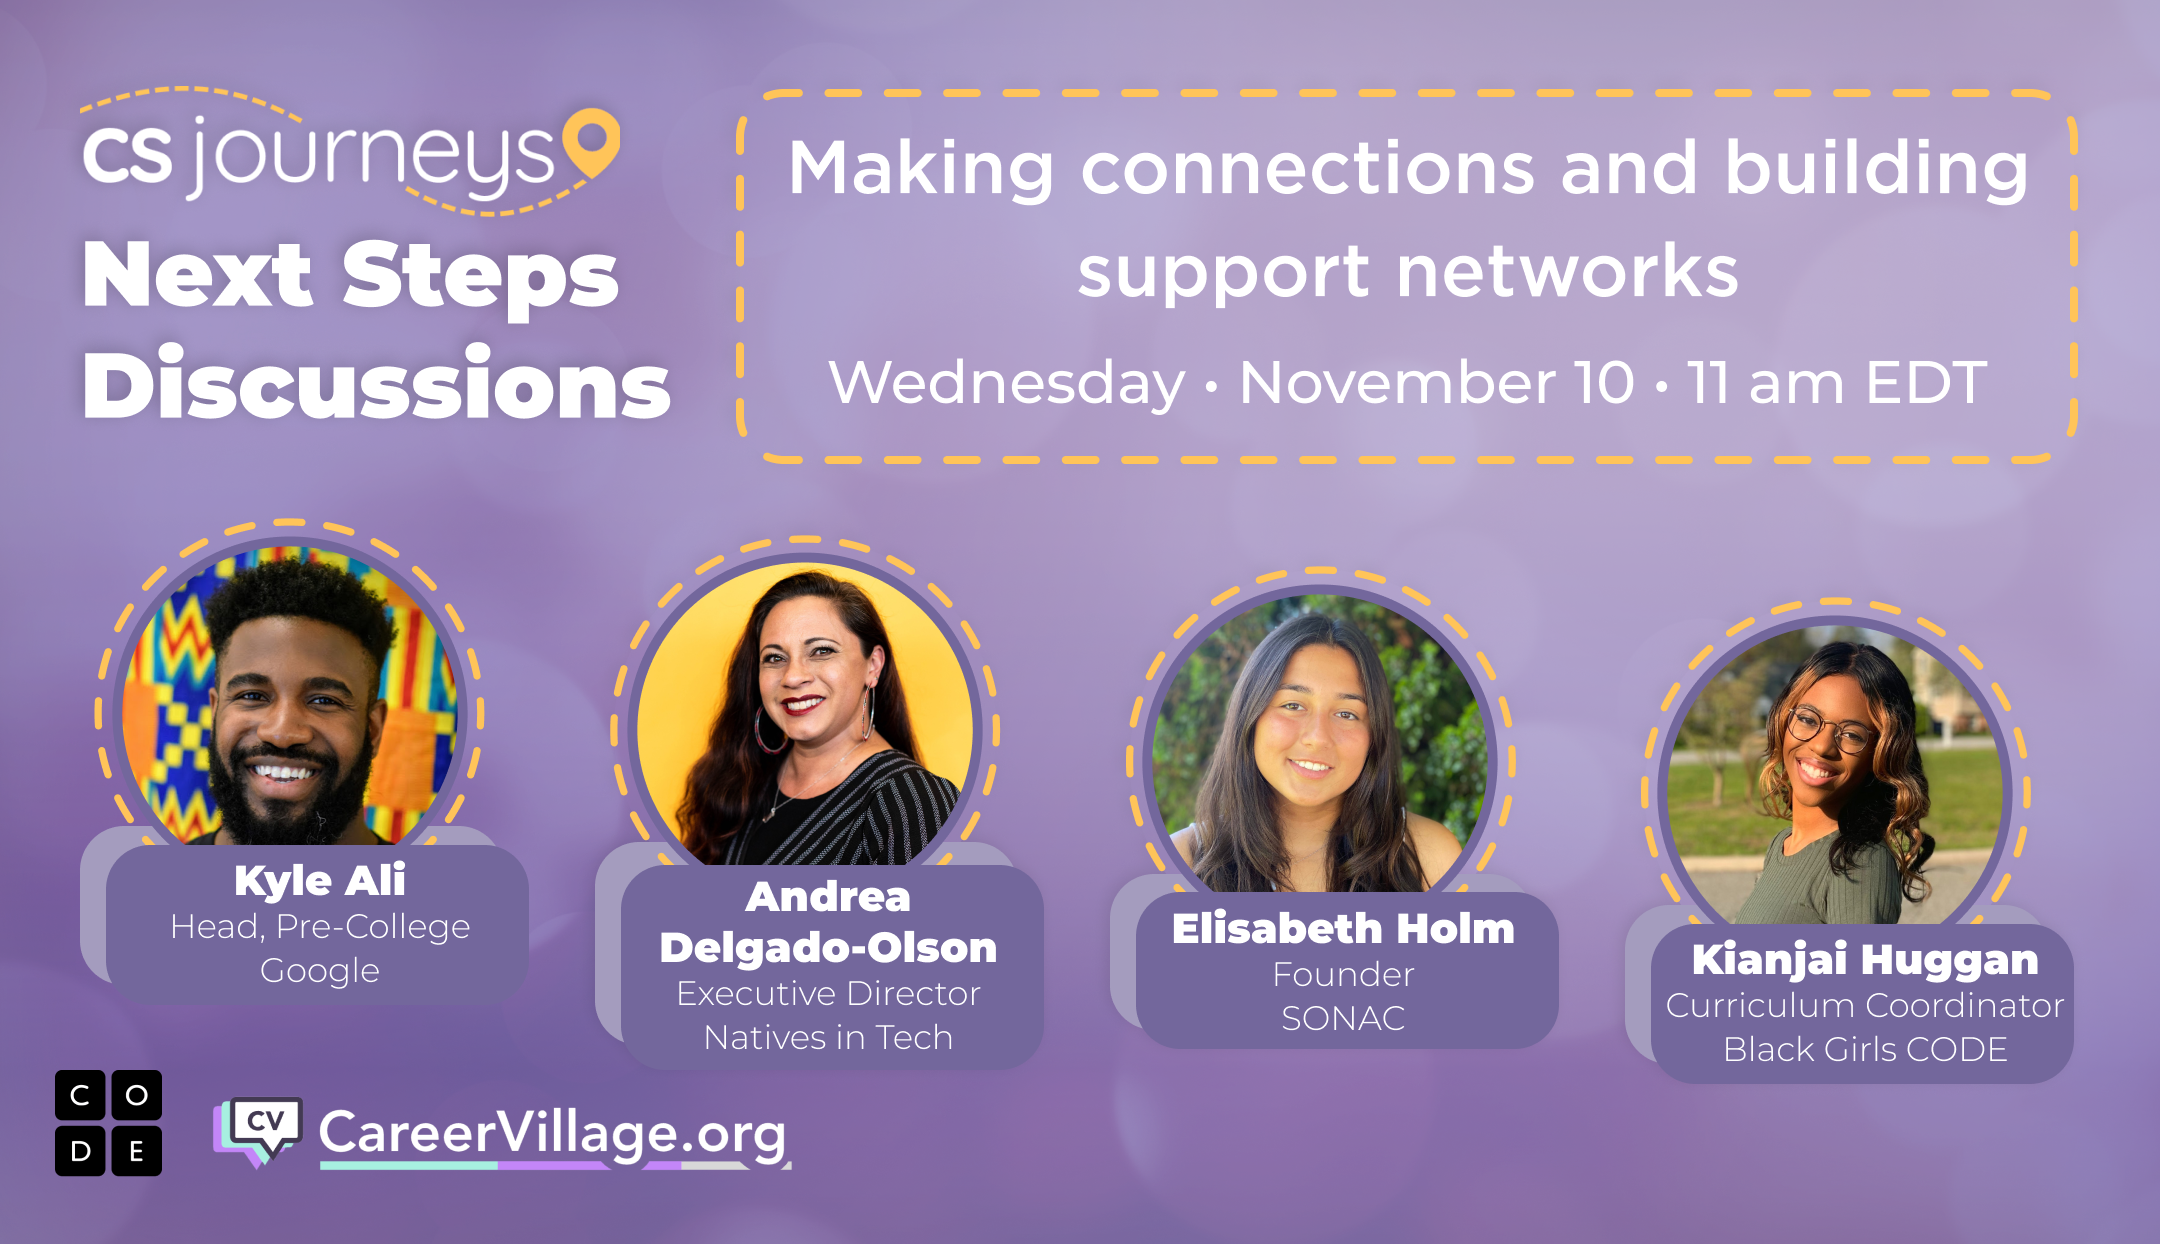 CS journeys
Next Steps
Discussions
Making connections and building
support networks
Wednesday • November 10 • 11 am EDT
Kyle Ali
Head, Pre-College
Google
Andrea
Delgado-Olson
Executive Director
Natives in Tech
Elisabeth Holm
Founder
SONAC
Kianjai Huggan
Curriculum Coordinator
Black Girls CODE
C O
D E
CV
CareerVillage.org